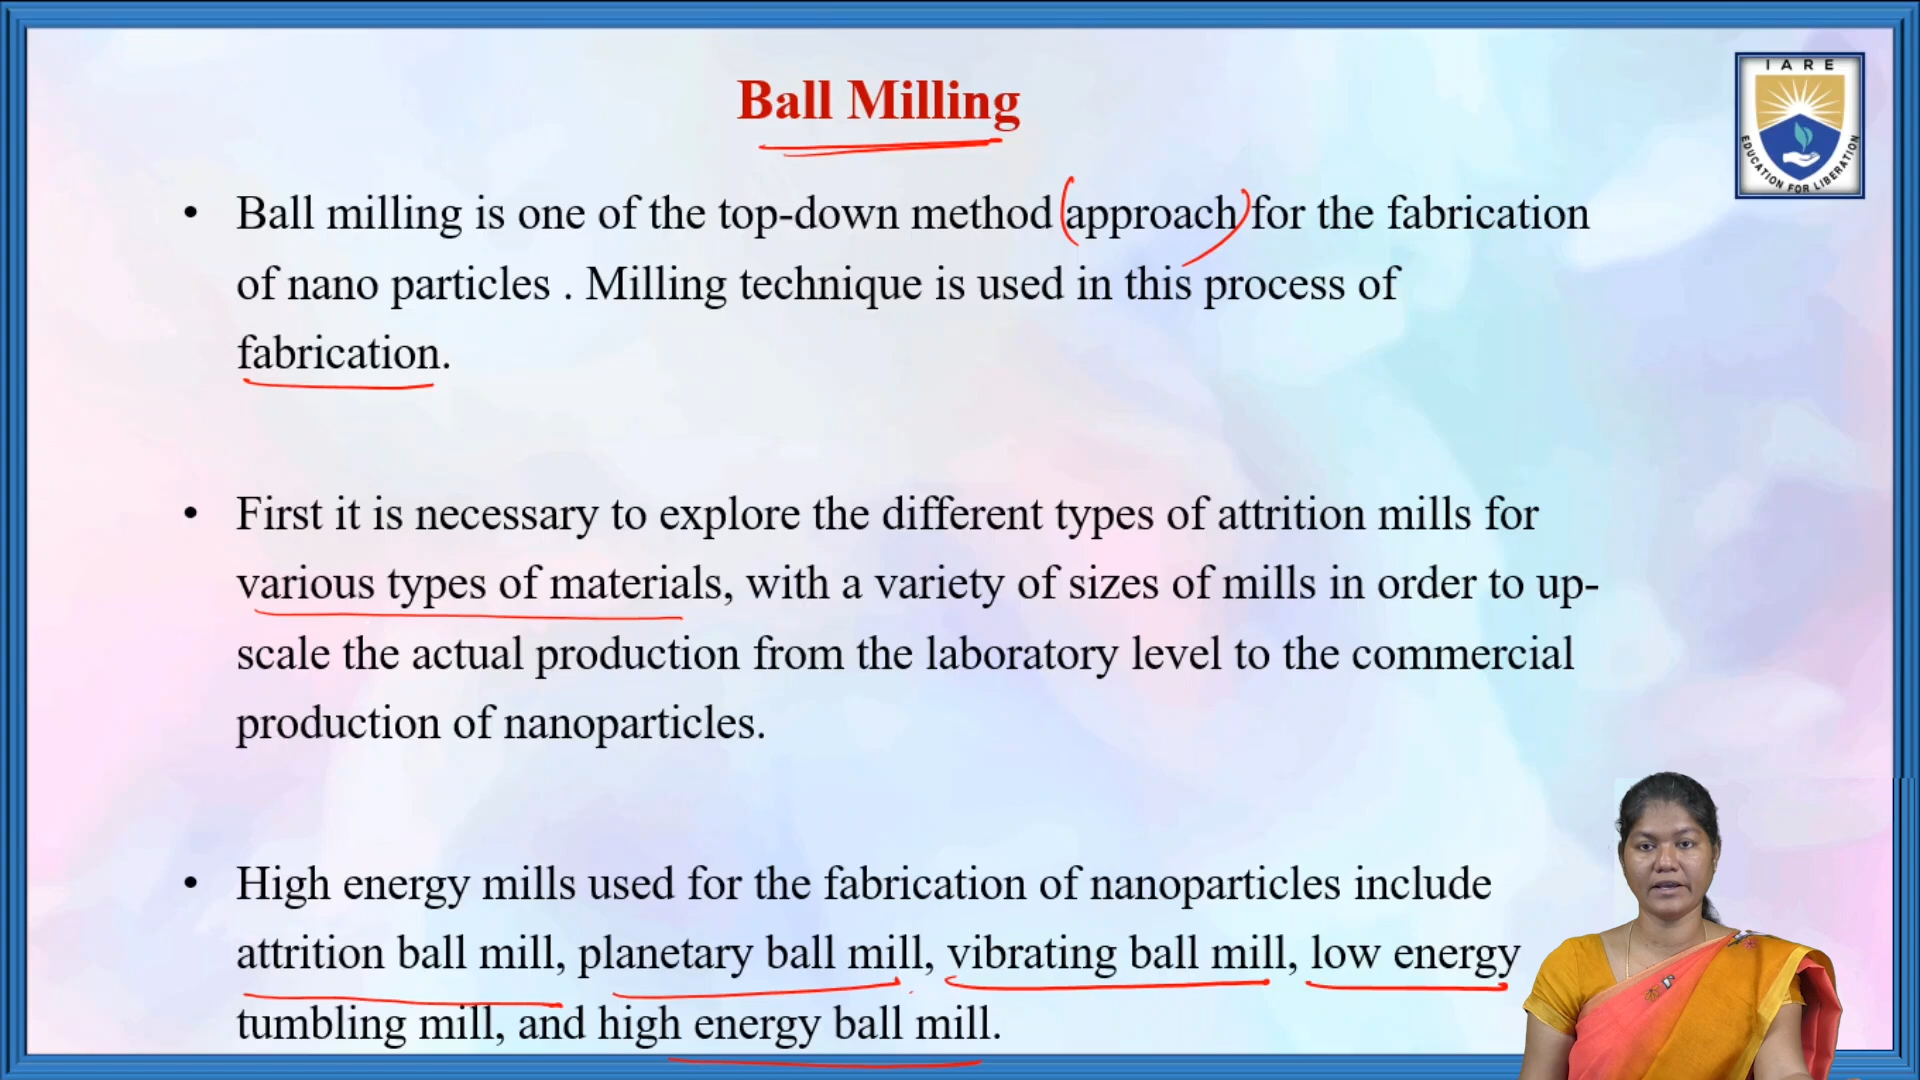 Ball Milling
IARE
EDUCATION FOR LIBERATION
• Ball milling is one of the top-down method (approach) for the fabrication
of nano particles . Milling technique is used in this process of
fabrication.
• First it is necessary to explore the different types of attrition mills for
various types of materials, with a variety of sizes of mills in order to up-
scale the actual production from the laboratory level to the commercial
production of nanoparticles.
• High energy mills used for the fabrication of nanoparticles include
attrition ball mill, planetary ball mill, vibrating ball mill, low energy
tumbling mill, and high energy ball mill.